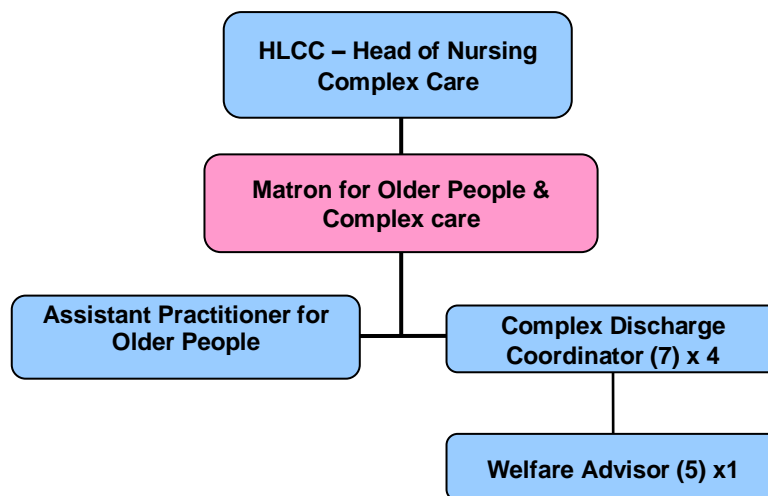 HLCC – Head of Nursing
Complex Care
Matron for Older People &
Complex care
Assistant Practitioner for
Older People
Complex Discharge
Coordinator (7) x 4
Welfare Advisor (5) x1